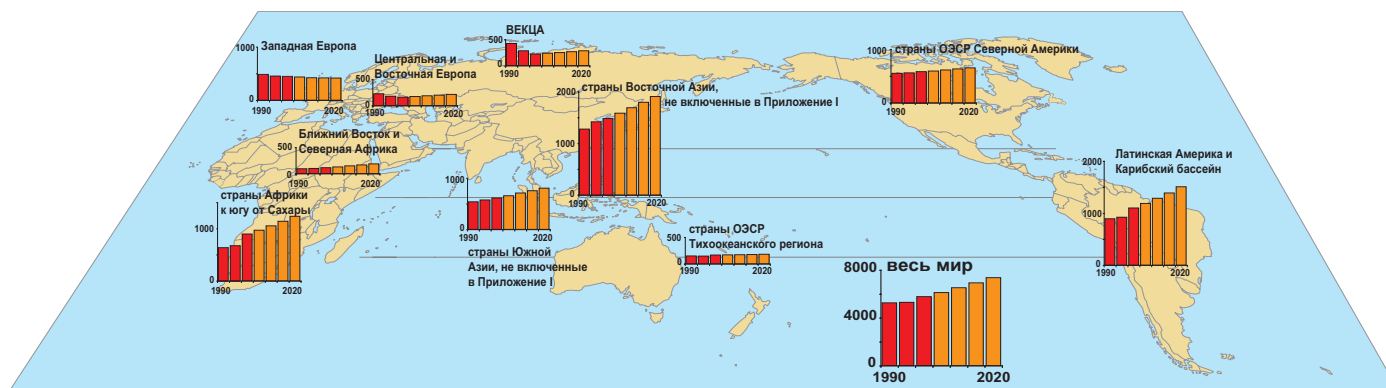 ВЕКЦА
500
0
1990
2020
Западная Европа
1000
0
1990
2020
Центральная и
Восточная Европа
500
0
1990
2020
страны ОЭСР Северной Америки
1000
0
1990
2020
страны Восточной Азии,
не включенные в Приложение I
2000
1000
0
1990
2020
Ближний Восток и
Северная Африка
500
0
1990
2020
Латинская Америка и
Карибский бассейн
2000
1000
0
1990
2020
страны Африки
к югу от Сахары
1000
0
1990
2020
1000
0
1990
2020
страны Южной
Азии, не включенные
в Приложение I
страны ОЭСР
Тихоокеанского региона
500
0
1990
2020
весь мир
8000
4000
0
1990
2020